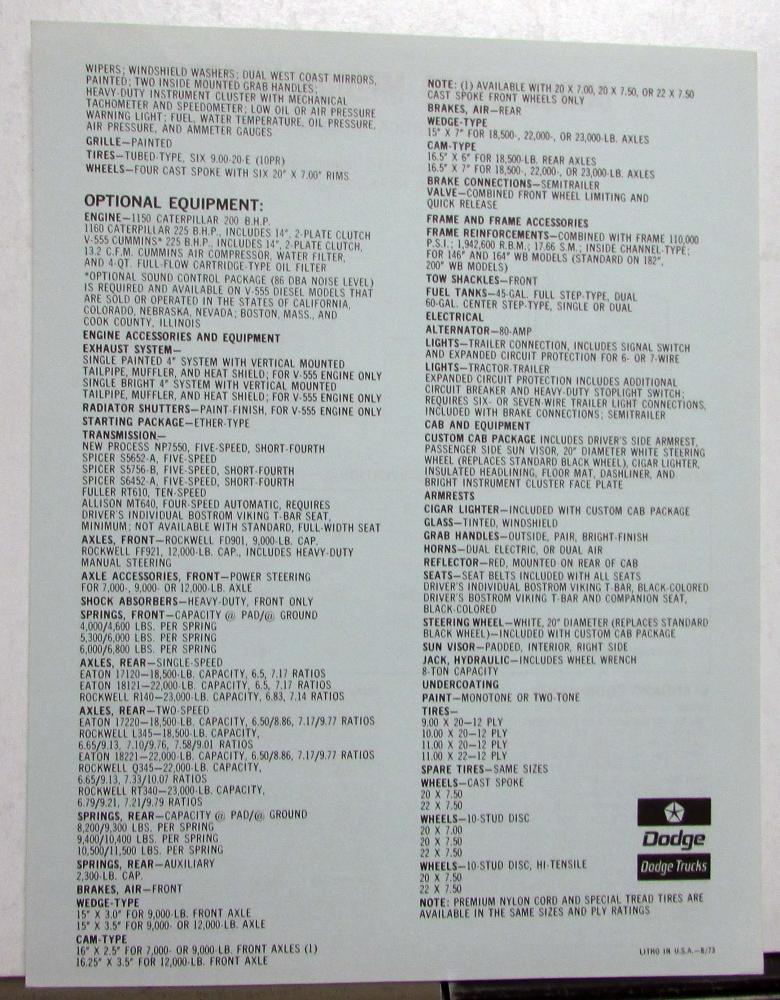 WIPERS; WINDSHIELD WASHERS; DUAL WEST COAST MIRRORS,
PAINTED; TWO INSIDE MOUNTED GRAB HANDLES;
HEAVY-DUTY INSTRUMENT CLUSTER WITH MECHANICAL
TACHOMETER AND SPEEDOMETER; LOW OIL OR AIR PRESSURE
WARNING LIGHT; FUEL, WATER TEMPERATURE, OIL PRESSURE,
AIR PRESSURE, AND AMMETER GAUGES
GRILLE—PAINTED
TIRES—TUBED-TYPE, SIX 9.00-20-E (10PR)
WHEELS—FOUR CAST SPOKE WITH SIX 20" X 7.00" RIMS
OPTIONAL EQUIPMENT:
ENGINE—1150 CATERPILLAR 200 B.H.P.
1160 CATERPILLAR 225 B.H.P., INCLUDES 14", 2-PLATE CLUTCH
V-555 CUMMINS* 225 B.H.P., INCLUDES 14", 2-PLATE CLUTCH,
13.2 C.F.M. CUMMINS AIR COMPRESSOR, WATER FILTER,
AND 4-QT. FULL-FLOW CARTRIDGE-TYPE OIL FILTER
*OPTIONAL SOUND CONTROL PACKAGE (86 DBA NOISE LEVEL)
IS REQUIRED AND AVAILABLE ON V-555 DIESEL MODELS THAT
ARE SOLD OR OPERATED IN THE STATES OF CALIFORNIA,
COLORADO, NEBRASKA, NEVADA; BOSTON, MASS., AND
COOK COUNTY, ILLINOIS
ENGINE ACCESSORIES AND EQUIPMENT
EXHAUST SYSTEM—
SINGLE PAINTED 4" SYSTEM WITH VERTICAL MOUNTED
TAILPIPE, MUFFLER, AND HEAT SHIELD; FOR V-555 ENGINE ONLY
SINGLE BRIGHT 4" SYSTEM WITH VERTICAL MOUNTED
TAILPIPE, MUFFLER, AND HEAT SHIELD; FOR V-555 ENGINE ONLY
RADIATOR SHUTTERS—PAINT-FINISH, FOR V-555 ENGINE ONLY
STARTING PACKAGE—ETHER-TYPE
TRANSMISSION—
NEW PROCESS NP7550, FIVE-SPEED, SHORT-FOURTH
SPICER S5652-A, FIVE-SPEED
SPICER S5756-B, FIVE-SPEED, SHORT-FOURTH
SPICER S6452-A, FIVE-SPEED, SHORT-FOURTH
FULLER RT610, TEN-SPEED
ALLISON MT640, FOUR-SPEED AUTOMATIC, REQUIRES
DRIVER'S INDIVIDUAL BOSTROM VIKING T-BAR SEAT,
MINIMUM; NOT AVAILABLE WITH STANDARD, FULL-WIDTH SEAT
AXLES, FRONT—ROCKWELL FD901, 9,000-LB. CAP.
ROCKWELL FF921, 12,000-LB. CAP., INCLUDES HEAVY-DUTY
MANUAL STEERING
AXLE ACCESSORIES, FRONT—POWER STEERING
FOR 7,000-, 9,000- OR 12,000-LB. AXLE
SHOCK ABSORBERS—HEAVY-DUTY, FRONT ONLY
SPRINGS, FRONT—CAPACITY @ PAD/@ GROUND
4,000/4,600 LBS. PER SPRING
5,300/6,000 LBS. PER SPRING
6,000/6,800 LBS. PER SPRING
AXLES, REAR—SINGLE-SPEED
EATON 17120—18,500-LB. CAPACITY, 6.5, 7.17 RATIOS
EATON 18121—22,000-LB. CAPACITY, 6.5, 7.17 RATIOS
ROCKWELL R140—23,000-LB. CAPACITY, 6.83, 7.14 RATIOS
AXLES, REAR—TWO-SPEED
EATON 17220—18,500-LB. CAPACITY, 6.50/8.86, 7.17/9.77 RATIOS
ROCKWELL L345—18,500-LB. CAPACITY,
6.65/9.13, 7.10/9.76, 7.58/9.01 RATIOS
EATON 18221—22,000-LB. CAPACITY, 6.50/8.86, 7.17/9.77 RATIOS
ROCKWELL Q345—22,000-LB. CAPACITY,
6.65/9.13, 7.33/10.07 RATIOS
ROCKWELL RT340—23,000-LB. CAPACITY,
6.79/9.21, 7.21/9.79 RATIOS
SPRINGS, REAR—CAPACITY @ PAD/@ GROUND
8,200/9,300 LBS. PER SPRING
9,400/10,400 LBS. PER SPRING
10,500/11,500 LBS. PER SPRING
SPRINGS, REAR—AUXILIARY
2,300-LB. CAP.
BRAKES, AIR—FRONT
WEDGE-TYPE
15" X 3.0" FOR 9,000-LB. FRONT AXLE
15" X 3.5" FOR 9,000- OR 12,000-LB. AXLE
CAM-TYPE
16" X 2.5" FOR 7,000- OR 9,000-LB. FRONT AXLES (1)
16.25" X 3.5" FOR 12,000-LB. FRONT AXLE
NOTE: (1) AVAILABLE WITH 20 X 7.00, 20 X 7.50, OR 22 X 7.50
CAST SPOKE FRONT WHEELS ONLY
BRAKES, AIR—REAR
WEDGE-TYPE
15" X 7" FOR 18,500-, 22,000-, OR 23,000-LB. AXLES
CAM-TYPE
16.5" X 6" FOR 18,500-LB. REAR AXLES
16.5" X 7" FOR 18,500-, 22,000-, OR 23,000-LB. AXLES
BRAKE CONNECTIONS—SEMITRAILER
VALVE—COMBINED FRONT WHEEL LIMITING AND
QUICK RELEASE
FRAME AND FRAME ACCESSORIES
FRAME REINFORCEMENTS—COMBINED WITH FRAME 110,000
P.S.I.; 1,942,600 R.B.M.; 17.66 S.M.; INSIDE CHANNEL-TYPE;
FOR 146" AND 164" WB MODELS (STANDARD ON 182",
200" WB MODELS)
TOW SHACKLES—FRONT
FUEL TANKS—45-GAL. FULL STEP-TYPE, DUAL
60-GAL. CENTER STEP-TYPE, SINGLE OR DUAL
ELECTRICAL
ALTERNATOR—80-AMP
LIGHTS—TRAILER CONNECTION, INCLUDES SIGNAL SWITCH
AND EXPANDED CIRCUIT PROTECTION FOR 6- OR 7-WIRE
LIGHTS—TRACTOR-TRAILER
EXPANDED CIRCUIT PROTECTION INCLUDES ADDITIONAL
CIRCUIT BREAKER AND HEAVY-DUTY STOPLIGHT SWITCH;
REQUIRES SIX- OR SEVEN-WIRE TRAILER LIGHT CONNECTIONS,
INCLUDED WITH BRAKE CONNECTIONS; SEMITRAILER
CAB AND EQUIPMENT
CUSTOM CAB PACKAGE INCLUDES DRIVER'S SIDE ARMREST,
PASSENGER SIDE SUN VISOR, 20" DIAMETER WHITE STEERING
WHEEL (REPLACES STANDARD BLACK WHEEL), CIGAR LIGHTER,
INSULATED HEADLINING, FLOOR MAT, DASHLINER, AND
BRIGHT INSTRUMENT CLUSTER FACE PLATE
ARMRESTS
CIGAR LIGHTER—INCLUDED WITH CUSTOM CAB PACKAGE
GLASS—TINTED, WINDSHIELD
GRAB HANDLES—OUTSIDE, PAIR, BRIGHT-FINISH
HORNS—DUAL ELECTRIC, OR DUAL AIR
REFLECTOR—RED, MOUNTED ON REAR OF CAB
SEATS—SEAT BELTS INCLUDED WITH ALL SEATS
DRIVER'S INDIVIDUAL BOSTROM VIKING T-BAR, BLACK-COLORED
DRIVER'S BOSTROM VIKING T-BAR AND COMPANION SEAT,
BLACK-COLORED
STEERING WHEEL—WHITE, 20" DIAMETER (REPLACES STANDARD
BLACK WHEEL)—INCLUDED WITH CUSTOM CAB PACKAGE
SUN VISOR—PADDED, INTERIOR, RIGHT SIDE
JACK, HYDRAULIC—INCLUDES WHEEL WRENCH
8-TON CAPACITY
UNDERCOATING
PAINT—MONOTONE OR TWO-TONE
TIRES—
9.00 X 20—12 PLY
10.00 X 20—12 PLY
11.00 X 20—12 PLY
11.00 X 22—12 PLY
SPARE TIRES—SAME SIZES
WHEELS—CAST SPOKE
20 X 7.50
22 X 7.50
WHEELS—10-STUD DISC
20 X 7.00
20 X 7.50
22 X 7.50
WHEELS—10-STUD DISC, HI-TENSILE
20 X 7.50
22 X 7.50
NOTE: PREMIUM NYLON CORD AND SPECIAL TREAD TIRES ARE
AVAILABLE IN THE SAME SIZES AND PLY RATINGS
Dodge
Dodge Trucks
LITHO IN U.S.A.—8/73